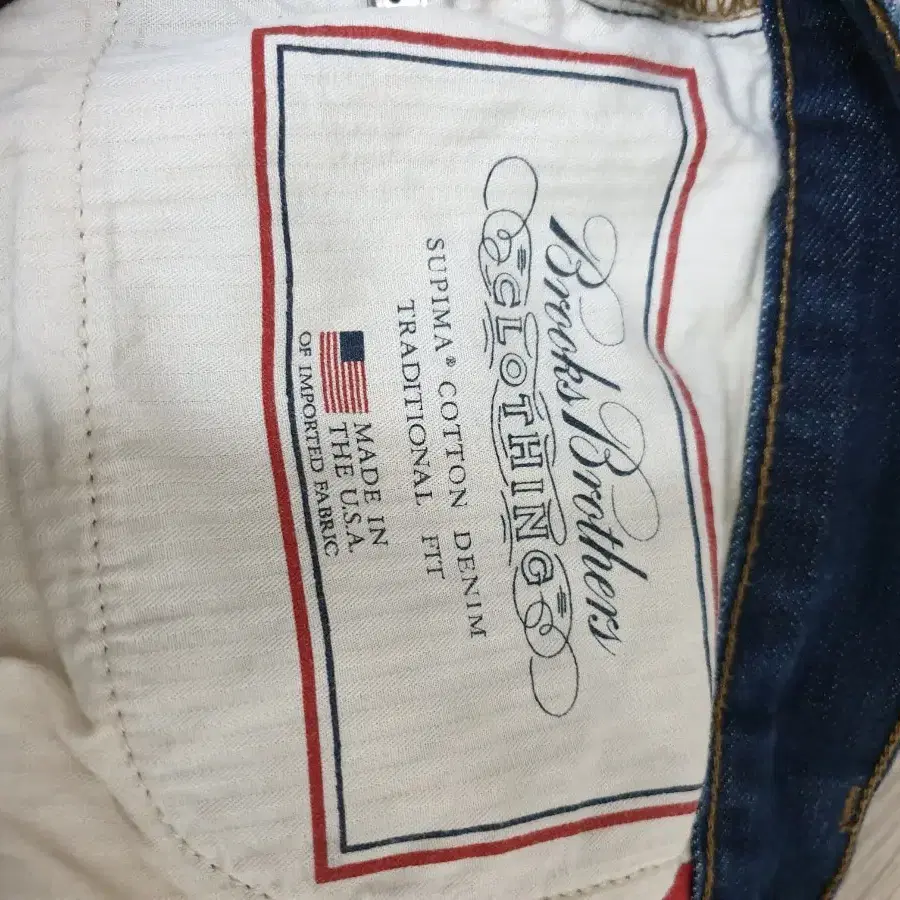 Brooks Brothers
CLOTHING
SUPIMA® COTTON DENIM
TRADITIONAL FIT
MADE IN
THE U.S.A.
OF IMPORTED FABRIC